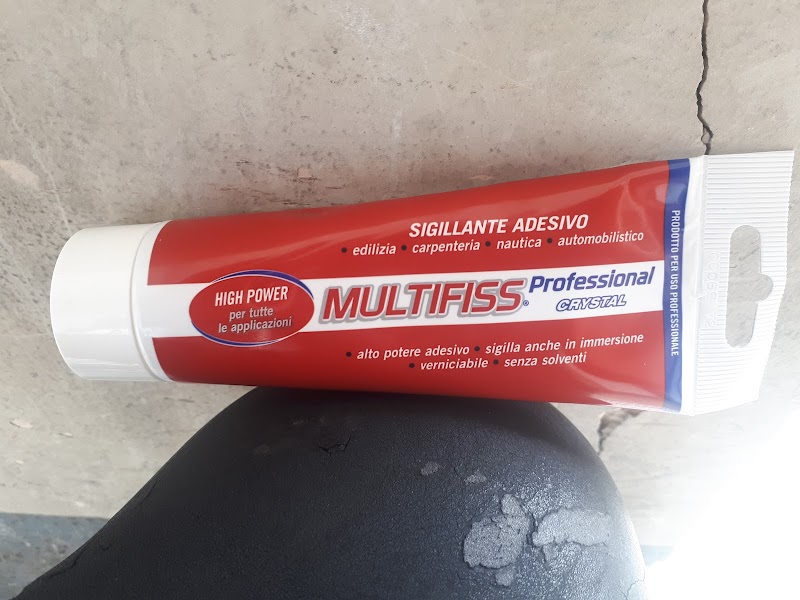 SIGILLANTE ADESIVO
• edilizia • carpenteria • nautica • automobilistico
HIGH POWER
per tutte
le applicazioni
MULTIFISS® Professional
CRYSTAL
• alto potere adesivo • sigilla anche in immersione
• verniciabile • senza solventi
PRODOTTO PER USO PROFESSIONALE